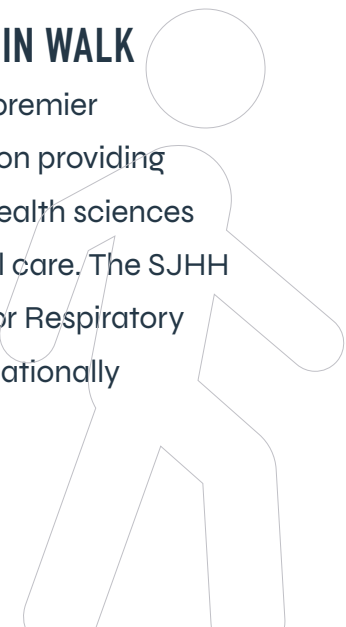 IN WALK
premier
on providing
ealth sciences
l care. The SJHH
or Respiratory
ationally